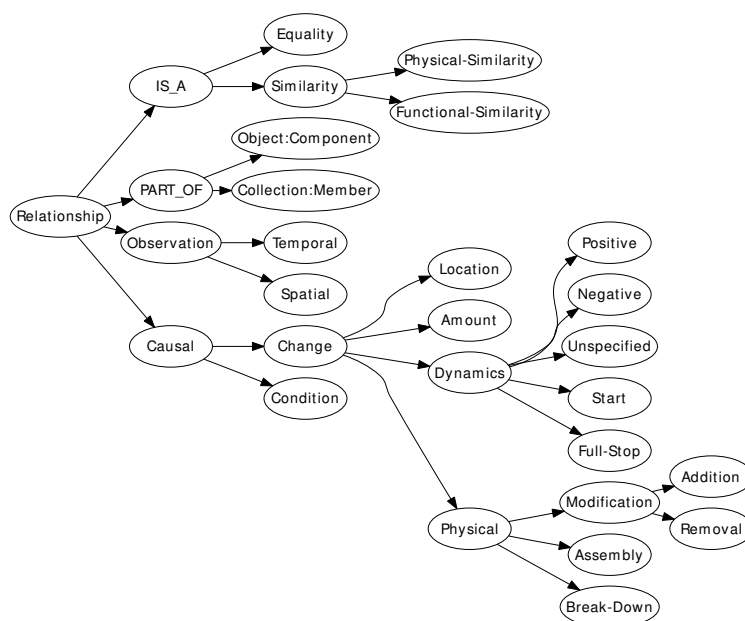 Equality
IS_A
Similarity
Physical-Similarity
Functional-Similarity
Object:Component
PART_OF
Collection:Member
Relationship
Observation
Temporal
Spatial
Causal
Change
Condition
Location
Amount
Dynamics
Positive
Negative
Unspecified
Start
Full-Stop
Physical
Modification
Addition
Removal
Assembly
Break-Down